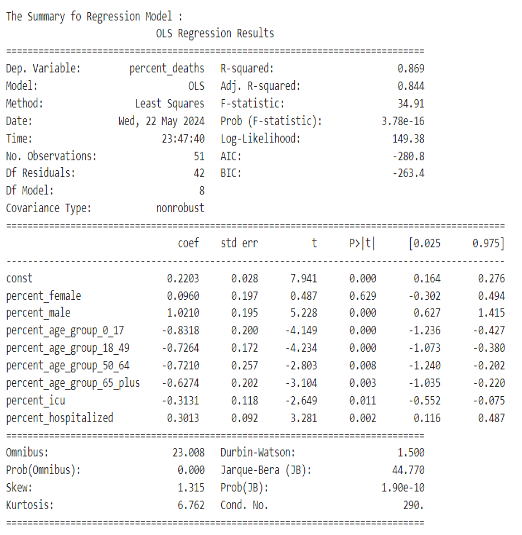 The Summary fo Regression Model :
OLS Regression Results
==============================================================================
Dep. Variable: percent_deaths R-squared: 0.869
Model: OLS Adj. R-squared: 0.844
Method: Least Squares F-statistic: 34.91
Date: Wed, 22 May 2024 Prob (F-statistic): 3.78e-16
Time: 23:47:40 Log-Likelihood: 149.38
No. Observations: 51 AIC: -280.8
Df Residuals: 42 BIC: -263.4
Df Model: 8
Covariance Type: nonrobust
==============================================================================
coef std err t P>|t| [0.025 0.975]
------------------------------------------------------------------------------
const 0.2203 0.028 7.941 0.000 0.164 0.276
percent_female 0.0960 0.197 0.487 0.629 -0.302 0.494
percent_male 1.0210 0.195 5.228 0.000 0.627 1.415
percent_age_group_0_17 -0.8318 0.200 -4.149 0.000 -1.236 -0.427
percent_age_group_18_49 -0.7264 0.172 -4.234 0.000 -1.073 -0.380
percent_age_group_50_64 -0.7210 0.257 -2.803 0.008 -1.240 -0.202
percent_age_group_65_plus -0.6274 0.202 -3.104 0.003 -1.035 -0.220
percent_icu -0.3131 0.118 -2.649 0.011 -0.552 -0.075
percent_hospitalized 0.3013 0.092 3.281 0.002 0.116 0.487
==============================================================================
Omnibus: 23.008 Durbin-Watson: 1.500
Prob(Omnibus): 0.000 Jarque-Bera (JB): 44.770
Skew: 1.315 Prob(JB): 1.90e-10
Kurtosis: 6.762 Cond. No. 290.
==============================================================================